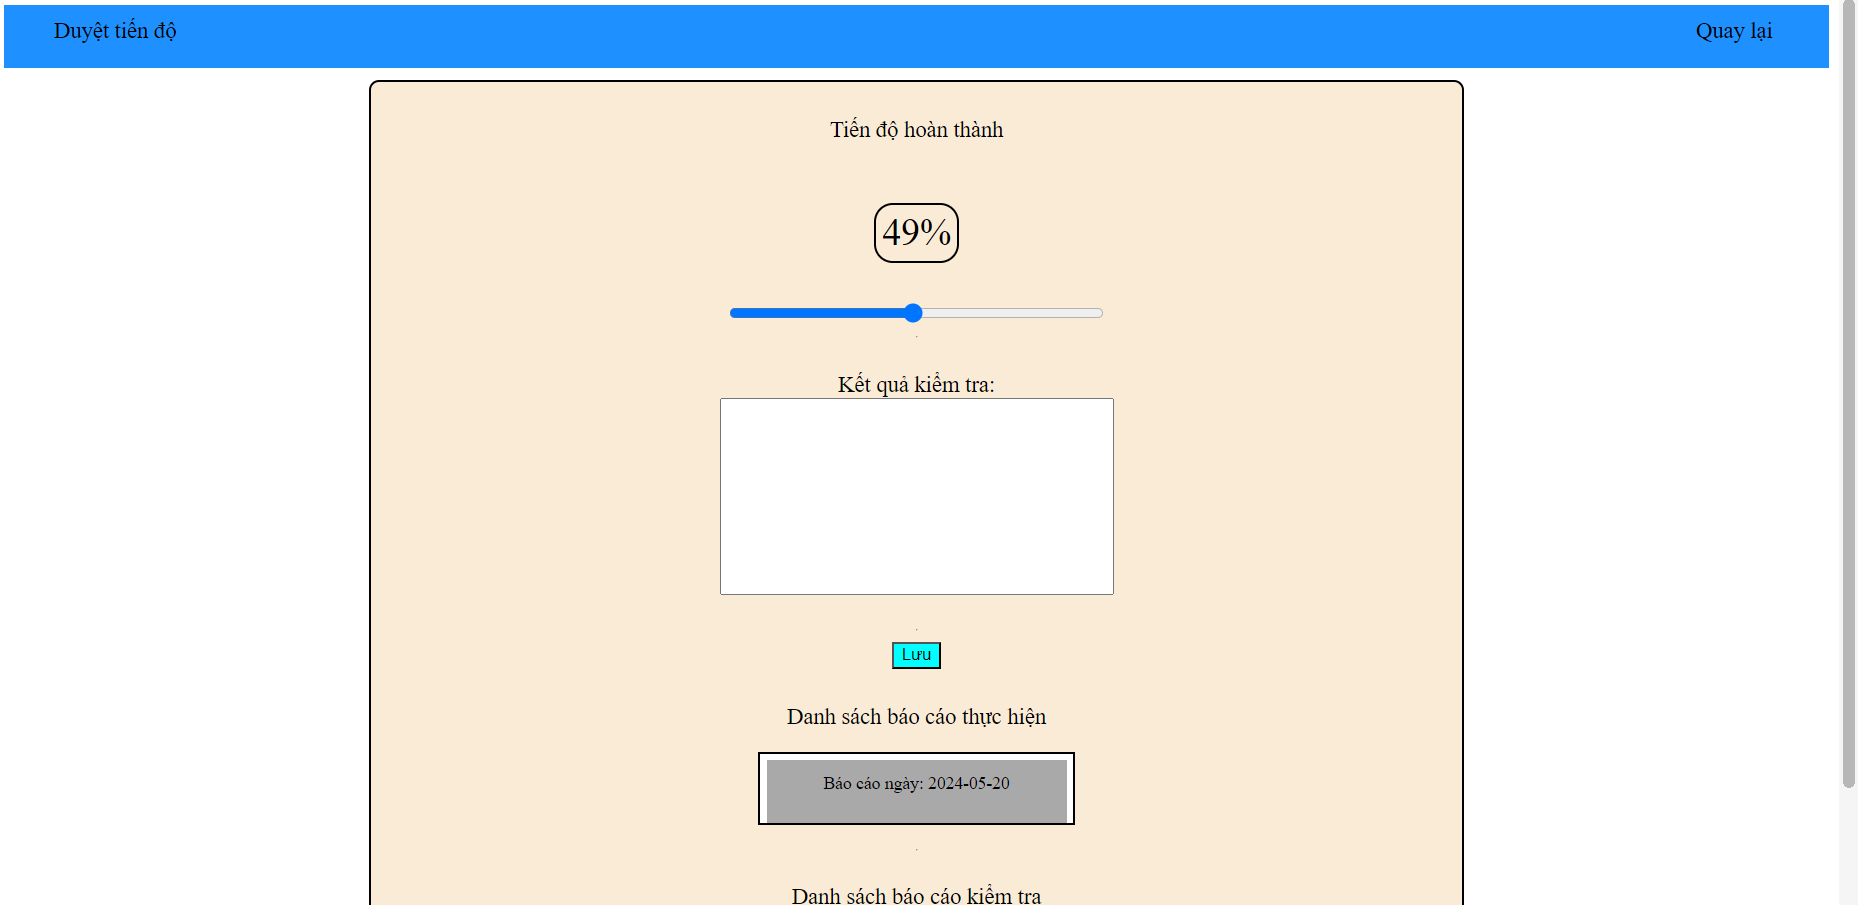 Duyệt tiến độ
Quay lại
Tiến độ hoàn thành
49%
Kết quả kiểm tra:
Lưu
Danh sách báo cáo thực hiện
Báo cáo ngày: 2024-05-20
Danh sách báo cáo kiểm tra